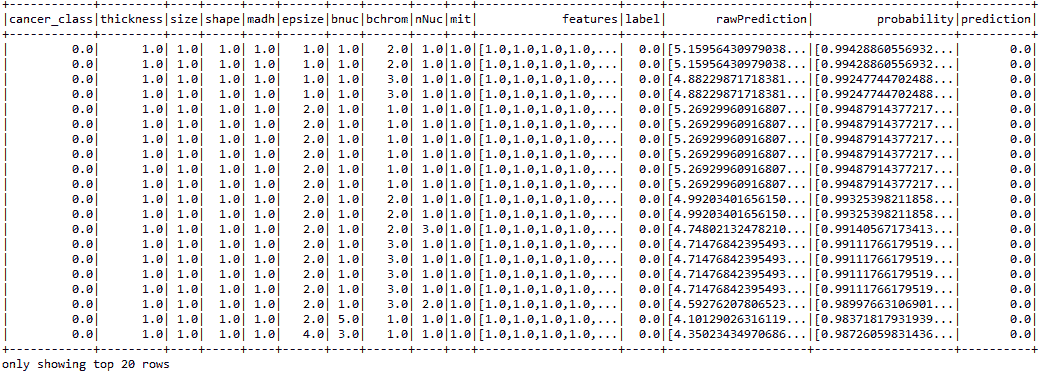 +------------+---------+----+-----+----+------+----+------+----+---+--------------------+-----+--------------------+--------------------+----------+
|cancer_class|thickness|size|shape|madh|epsize|bnuc|bchrom|nNuc|mit|            features|label|       rawPrediction|         probability|prediction|
+------------+---------+----+-----+----+------+----+------+----+---+--------------------+-----+--------------------+--------------------+----------+
|         0.0|      1.0| 1.0|  1.0| 1.0|   1.0| 1.0|   2.0| 1.0|1.0|[1.0,1.0,1.0,1.0,...|  0.0|[5.15956430979038...|[0.99428860556932...|       0.0|
|         0.0|      1.0| 1.0|  1.0| 1.0|   1.0| 1.0|   2.0| 1.0|1.0|[1.0,1.0,1.0,1.0,...|  0.0|[5.15956430979038...|[0.99428860556932...|       0.0|
|         0.0|      1.0| 1.0|  1.0| 1.0|   1.0| 1.0|   3.0| 1.0|1.0|[1.0,1.0,1.0,1.0,...|  0.0|[4.88229871718381...|[0.99247744702488...|       0.0|
|         0.0|      1.0| 1.0|  1.0| 1.0|   1.0| 1.0|   3.0| 1.0|1.0|[1.0,1.0,1.0,1.0,...|  0.0|[4.88229871718381...|[0.99247744702488...|       0.0|
|         0.0|      1.0| 1.0|  1.0| 1.0|   2.0| 1.0|   1.0| 1.0|1.0|[1.0,1.0,1.0,1.0,...|  0.0|[5.26929960916807...|[0.99487914377217...|       0.0|
|         0.0|      1.0| 1.0|  1.0| 1.0|   2.0| 1.0|   1.0| 1.0|1.0|[1.0,1.0,1.0,1.0,...|  0.0|[5.26929960916807...|[0.99487914377217...|       0.0|
|         0.0|      1.0| 1.0|  1.0| 1.0|   2.0| 1.0|   1.0| 1.0|1.0|[1.0,1.0,1.0,1.0,...|  0.0|[5.26929960916807...|[0.99487914377217...|       0.0|
|         0.0|      1.0| 1.0|  1.0| 1.0|   2.0| 1.0|   1.0| 1.0|1.0|[1.0,1.0,1.0,1.0,...|  0.0|[5.26929960916807...|[0.99487914377217...|       0.0|
|         0.0|      1.0| 1.0|  1.0| 1.0|   2.0| 1.0|   1.0| 1.0|1.0|[1.0,1.0,1.0,1.0,...|  0.0|[5.26929960916807...|[0.99487914377217...|       0.0|
|         0.0|      1.0| 1.0|  1.0| 1.0|   2.0| 1.0|   1.0| 1.0|1.0|[1.0,1.0,1.0,1.0,...|  0.0|[5.26929960916807...|[0.99487914377217...|       0.0|
|         0.0|      1.0| 1.0|  1.0| 1.0|   2.0| 1.0|   2.0| 1.0|1.0|[1.0,1.0,1.0,1.0,...|  0.0|[4.99203401656150...|[0.99325398211858...|       0.0|
|         0.0|      1.0| 1.0|  1.0| 1.0|   2.0| 1.0|   2.0| 1.0|1.0|[1.0,1.0,1.0,1.0,...|  0.0|[4.99203401656150...|[0.99325398211858...|       0.0|
|         0.0|      1.0| 1.0|  1.0| 1.0|   2.0| 1.0|   2.0| 3.0|1.0|[1.0,1.0,1.0,1.0,...|  0.0|[4.74802132478210...|[0.99140567173413...|       0.0|
|         0.0|      1.0| 1.0|  1.0| 1.0|   2.0| 1.0|   3.0| 1.0|1.0|[1.0,1.0,1.0,1.0,...|  0.0|[4.71476842395493...|[0.99111766179519...|       0.0|
|         0.0|      1.0| 1.0|  1.0| 1.0|   2.0| 1.0|   3.0| 1.0|1.0|[1.0,1.0,1.0,1.0,...|  0.0|[4.71476842395493...|[0.99111766179519...|       0.0|
|         0.0|      1.0| 1.0|  1.0| 1.0|   2.0| 1.0|   3.0| 1.0|1.0|[1.0,1.0,1.0,1.0,...|  0.0|[4.71476842395493...|[0.99111766179519...|       0.0|
|         0.0|      1.0| 1.0|  1.0| 1.0|   2.0| 1.0|   3.0| 1.0|1.0|[1.0,1.0,1.0,1.0,...|  0.0|[4.71476842395493...|[0.99111766179519...|       0.0|
|         0.0|      1.0| 1.0|  1.0| 1.0|   2.0| 1.0|   3.0| 2.0|1.0|[1.0,1.0,1.0,1.0,...|  0.0|[4.59276207806523...|[0.98997663106901...|       0.0|
|         0.0|      1.0| 1.0|  1.0| 1.0|   2.0| 5.0|   1.0| 1.0|1.0|[1.0,1.0,1.0,1.0,...|  0.0|[4.10129026316119...|[0.98371817931939...|       0.0|
|         0.0|      1.0| 1.0|  1.0| 1.0|   4.0| 3.0|   1.0| 1.0|1.0|[1.0,1.0,1.0,1.0,...|  0.0|[4.35023434970686...|[0.98726059831436...|       0.0|
+------------+---------+----+-----+----+------+----+------+----+---+--------------------+-----+--------------------+--------------------+----------+
only showing top 20 rows